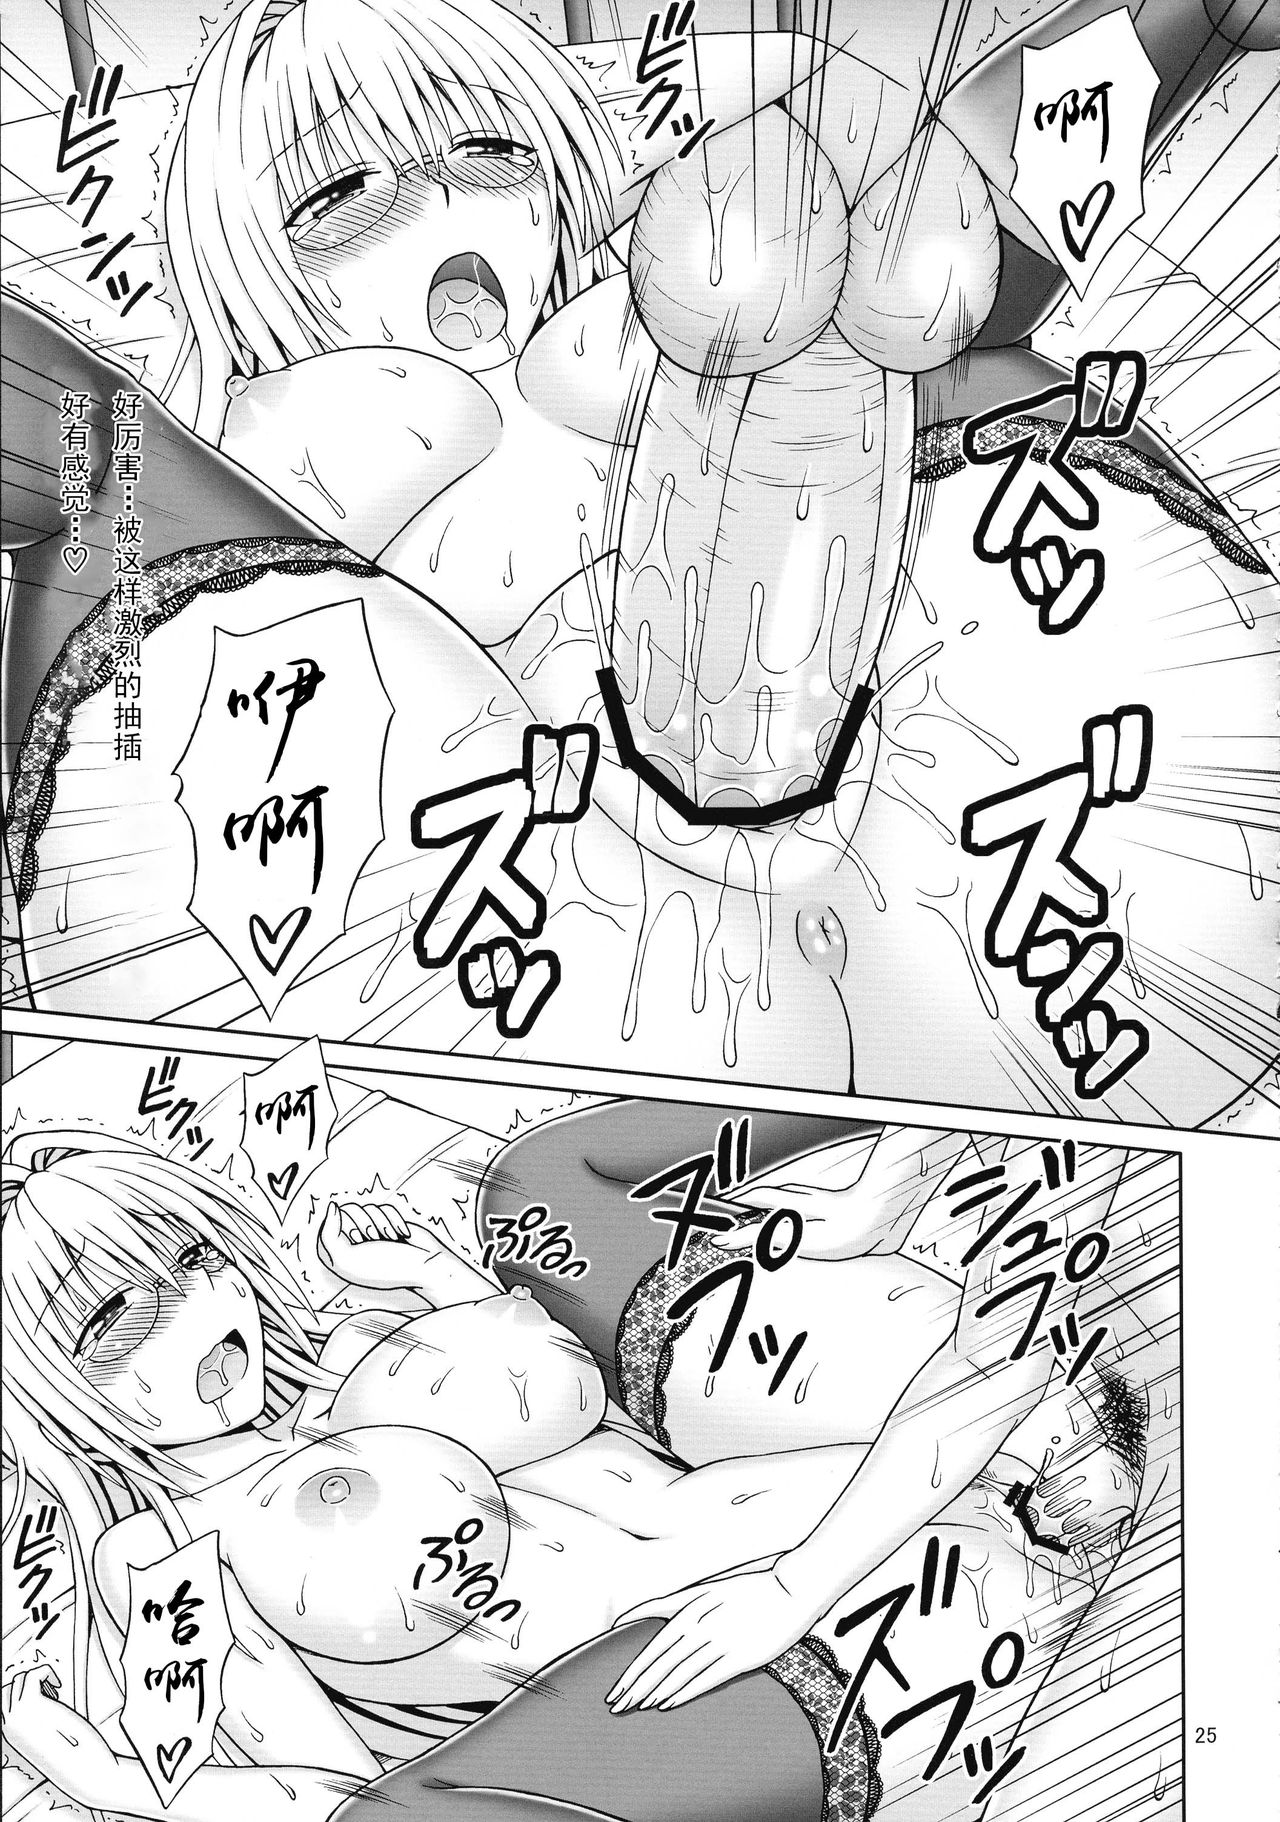 啊♡
ビクッ
ビクンッ
ズッ
好厉害…被这样激烈的抽插
好有感觉…♡
咿啊♡
ズッ
ズンッ
啊♡
ビクッ
ジュプッ
ヌプッ
ぷるっ
ぷるっ
ビクッ
哈啊♡
ズプッ
25